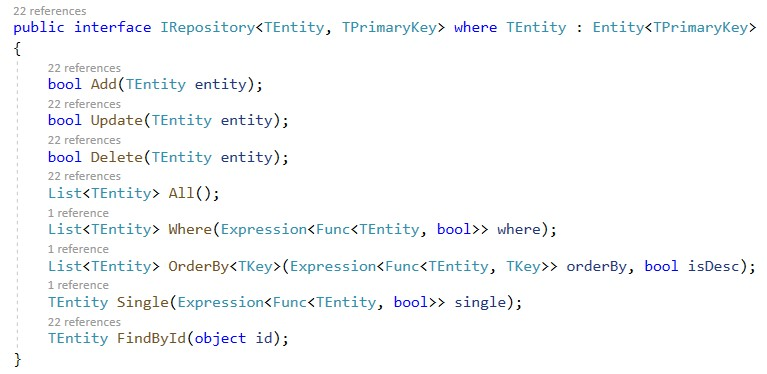 22 references
public interface IRepository<TEntity, TPrimaryKey> where TEntity : Entity<TPrimaryKey>
{
22 references
bool Add(TEntity entity);
22 references
bool Update(TEntity entity);
22 references
bool Delete(TEntity entity);
22 references
List<TEntity> All();
1 reference
List<TEntity> Where(Expression<Func<TEntity, bool>> where);
1 reference
List<TEntity> OrderBy<TKey>(Expression<Func<TEntity, TKey>> orderBy, bool isDesc);
1 reference
TEntity Single(Expression<Func<TEntity, bool>> single);
22 references
TEntity FindById(object id);
}